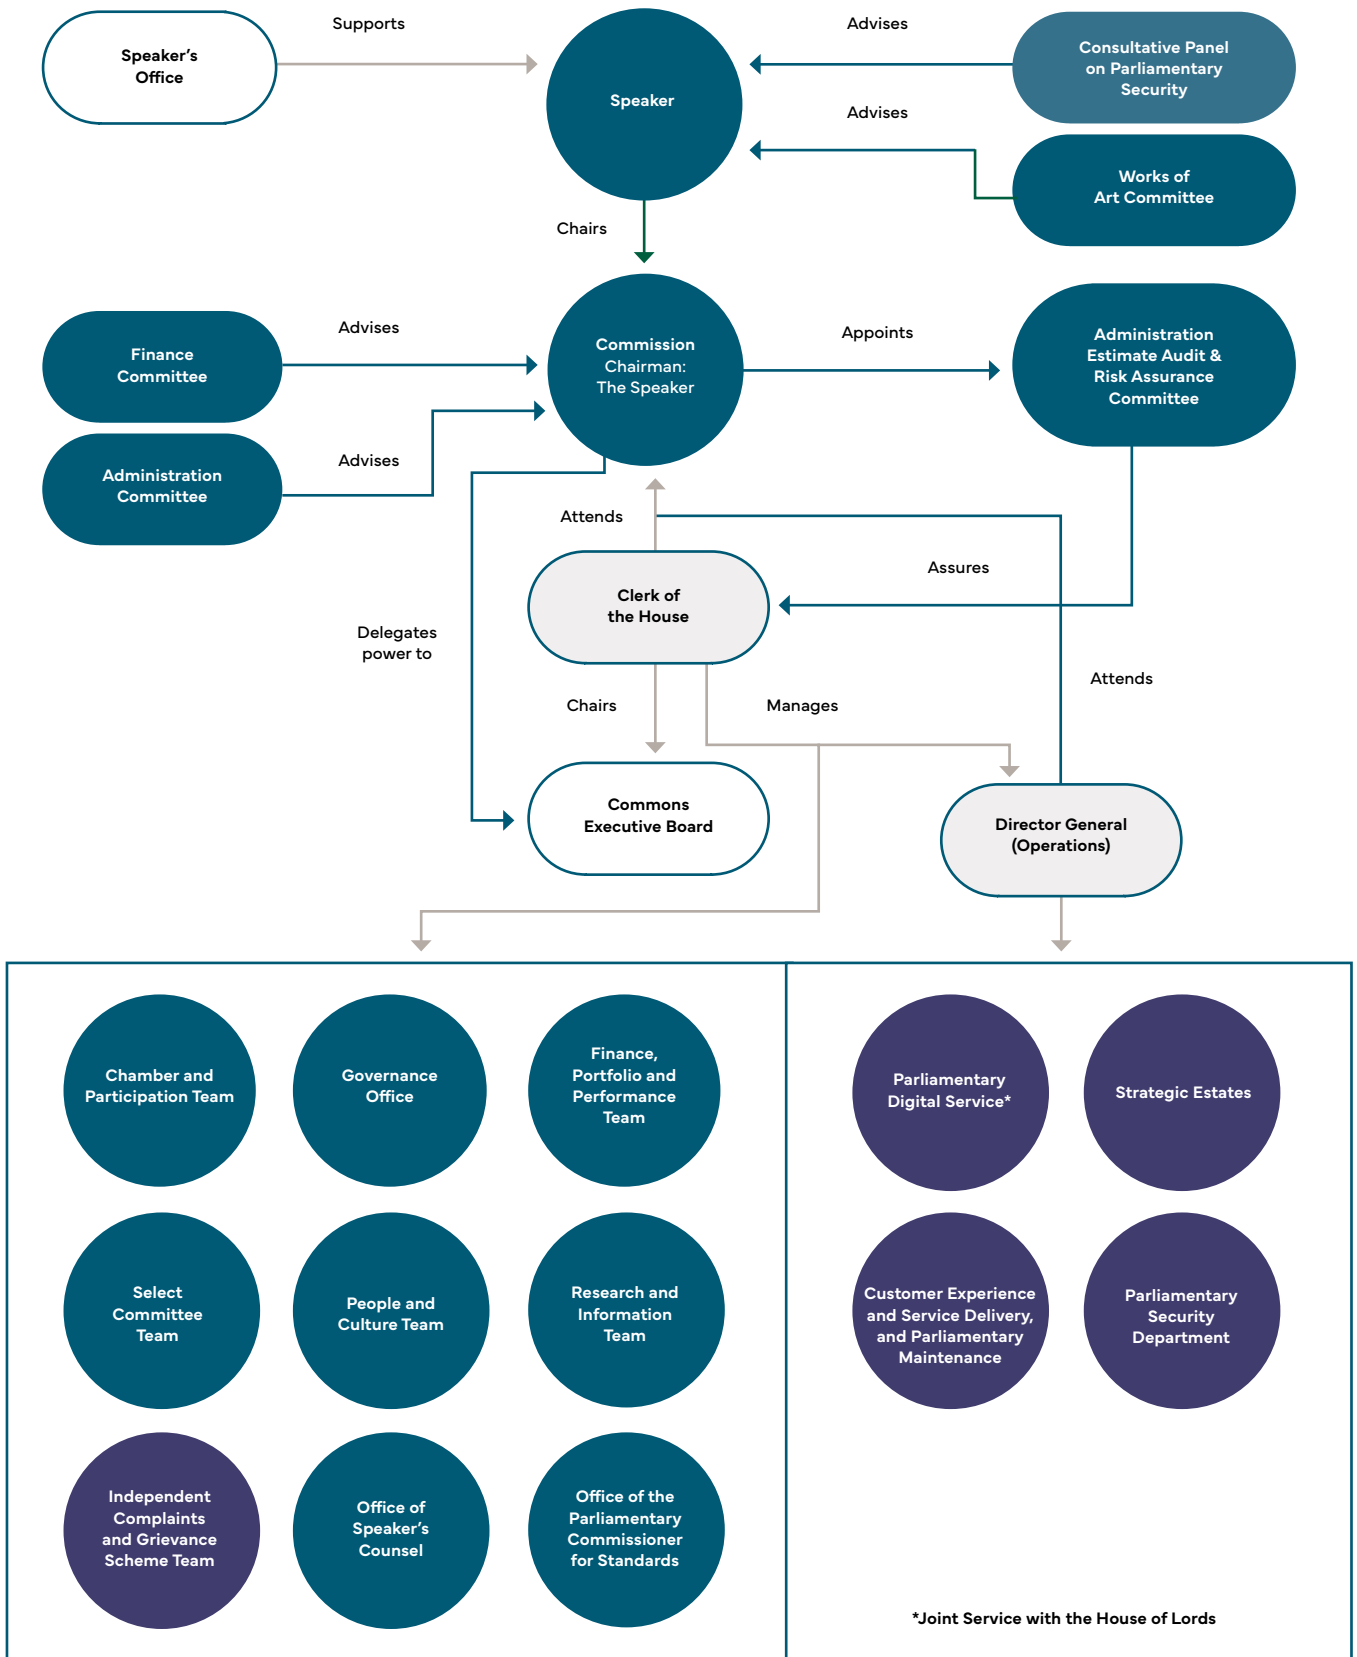 Speaker's
Office
Supports
Speaker
Advises
Consultative Panel
on Parliamentary
Security
Advises
Works of
Art Committee
Chairs
Finance
Committee
Advises
Commission
Chairman:
The Speaker
Appoints
Administration
Estimate Audit &
Risk Assurance
Committee
Administration
Committee
Advises
Attends
Assures
Clerk of
the House
Delegates
power to
Attends
Chairs
Manages
Commons
Executive Board
Director General
(Operations)
Chamber and
Participation Team
Governance
Office
Finance,
Portfolio and
Performance
Team
Parliamentary
Digital Service*
Strategic Estates
Select
Committee
Team
People and
Culture Team
Research and
Information
Team
Customer Experience
and Service Delivery,
and Parliamentary
Maintenance
Parliamentary
Security
Department
Independent
Complaints
and Grievance
Scheme Team
Office of
Speaker's
Counsel
Office of the
Parliamentary
Commissioner
for Standards
*Joint Service with the House of Lords